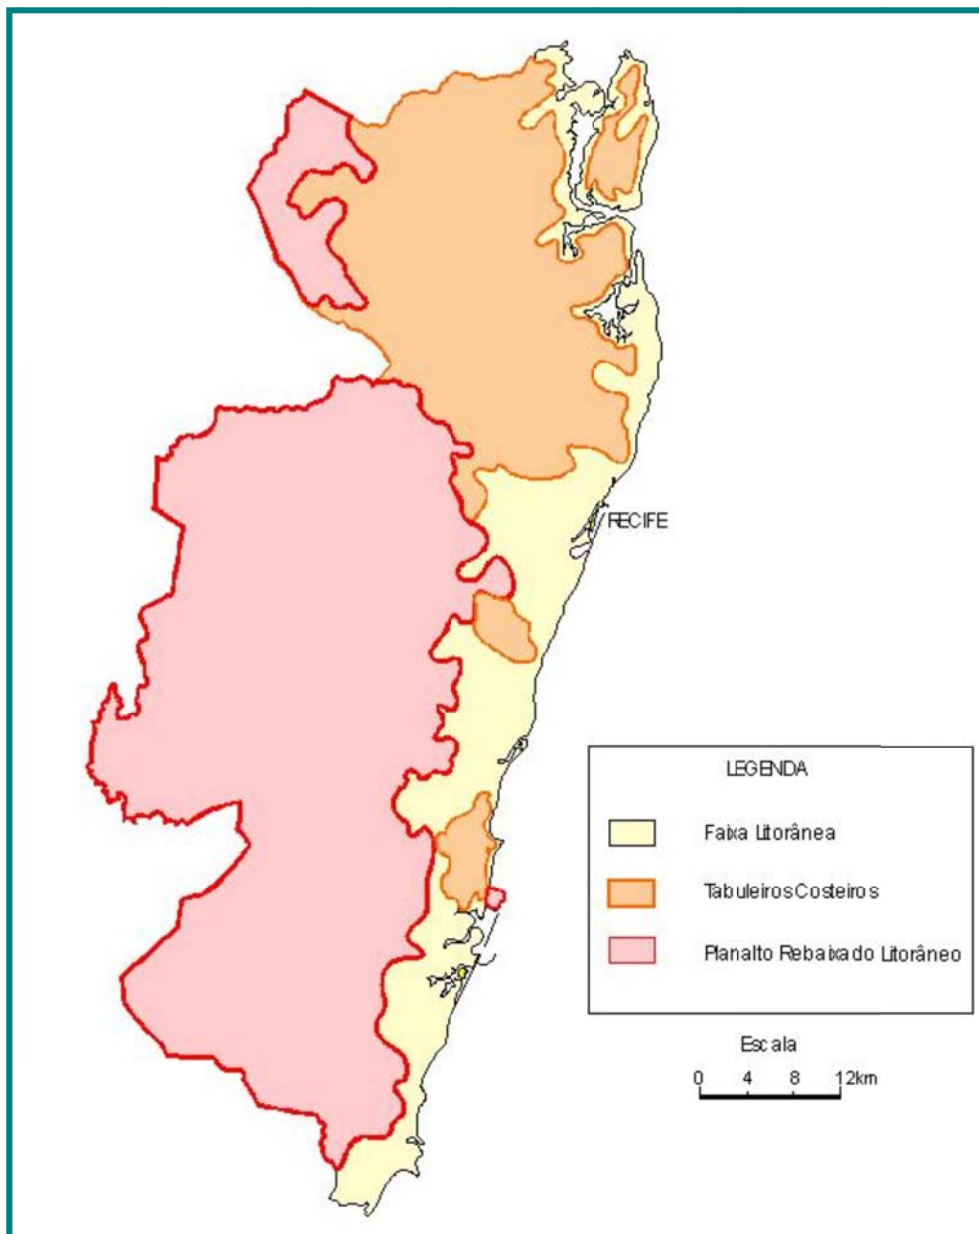 RECIFE
LEGENDA
Faixa Litorânea
Tabuleiros Costeiros
Planalto Rebaixado Litorâneo
Escala
0 4 8 12km